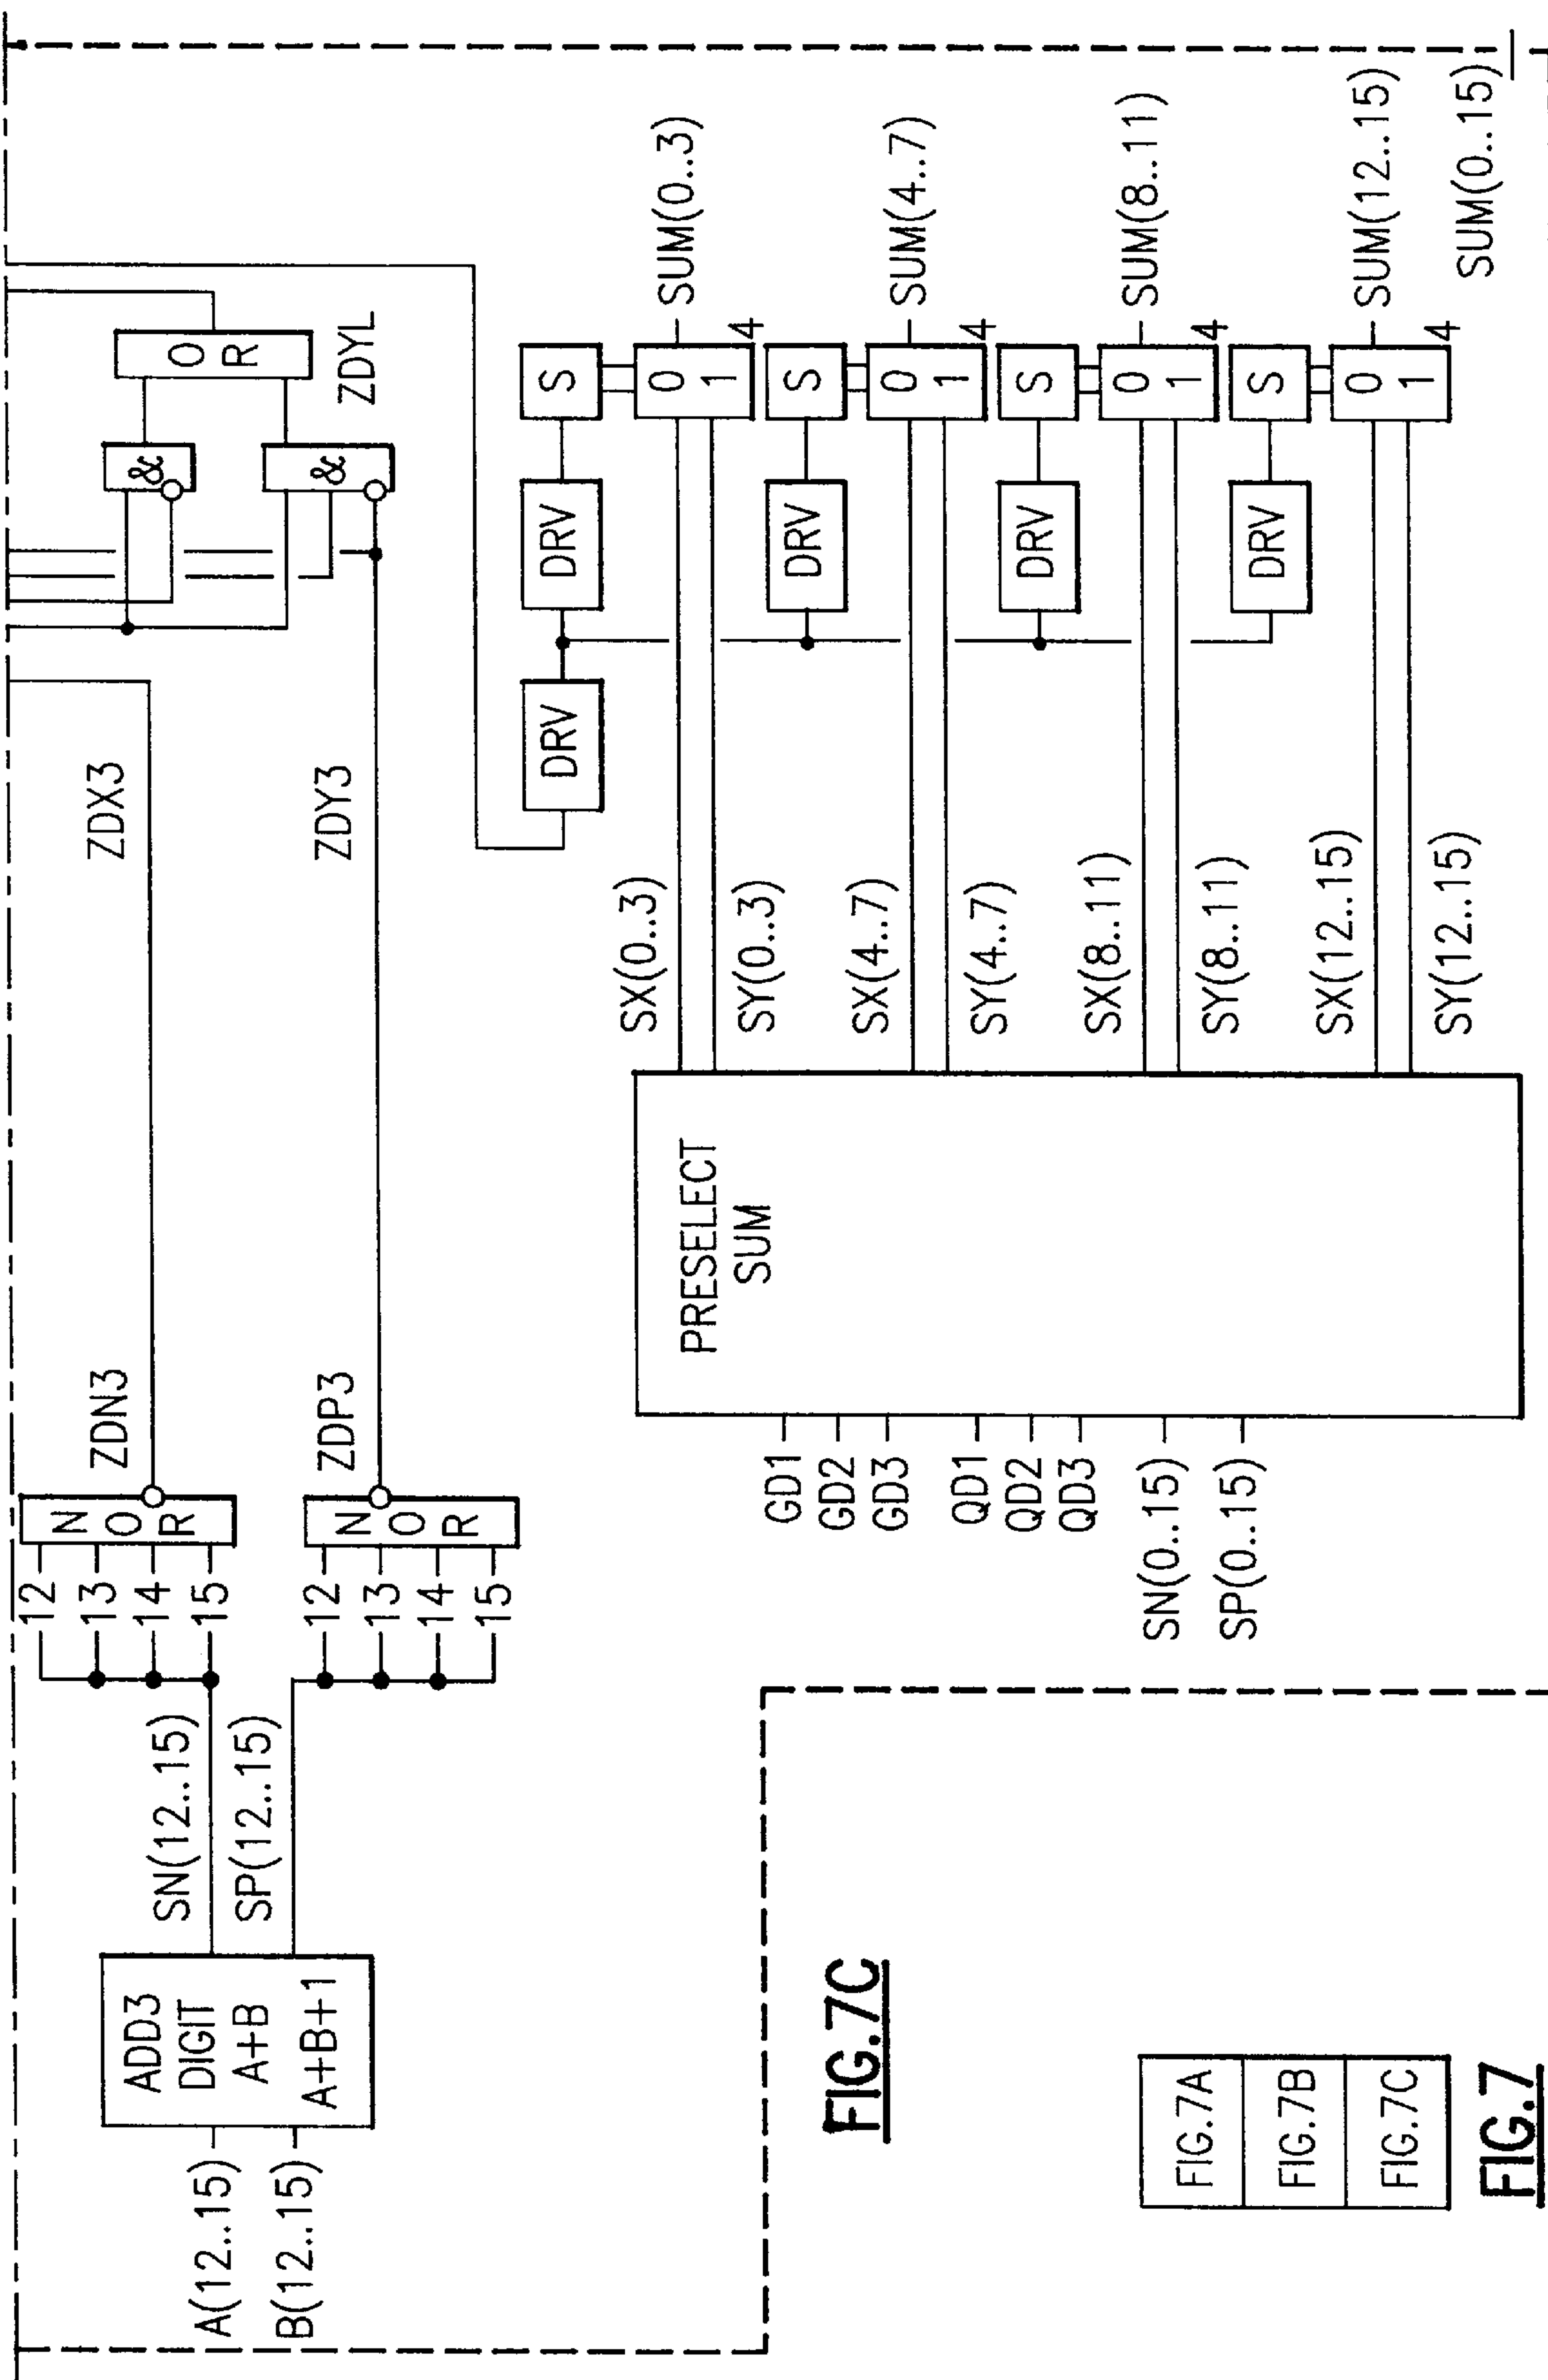 A(12..15)
B(12..15)
ADD3
DIGIT
A+B
A+B+1
SN(12..15)
SP(12..15)
12
13
14
15
NOR
ZDN3
ZDX3
12
13
14
15
NOR
ZDP3
ZDY3
&
&
OR
ZDYL
GD1
GD2
GD3
QD1
QD2
QD3
SN(0..15)
SP(0..15)
PRESELECT
SUM
SX(0..3)
SY(0..3)
SX(4..7)
SY(4..7)
SX(8..11)
SY(8..11)
SX(12..15)
SY(12..15)
DRV
DRV
S
0
1
4
SUM(0..3)
DRV
S
0
1
4
SUM(4..7)
DRV
S
0
1
4
SUM(8..11)
DRV
S
0
1
4
SUM(12..15)
SUM(0..15)
FIG.7C
FIG.7A
FIG.7B
FIG.7C
FIG.7